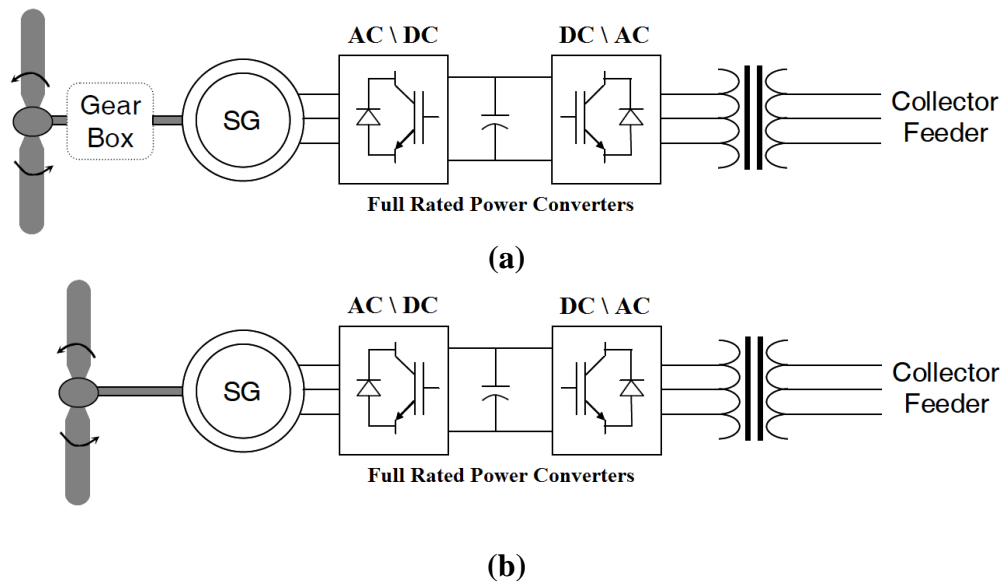 AC \ DC
DC \ AC
Gear
Box
SG
Collector
Feeder
Full Rated Power Converters
(a)
AC \ DC
DC \ AC
SG
Collector
Feeder
Full Rated Power Converters
(b)